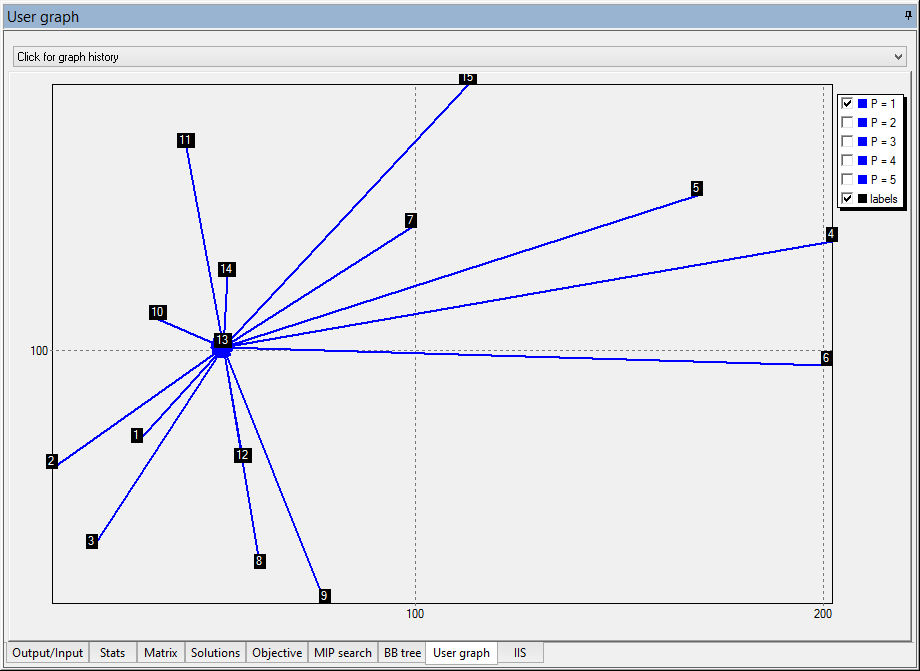 User graph
Click for graph history
15
P = 1
P = 2
11
P = 3
P = 4
5
P = 5
7
labels
4
14
10
13
100
6
1
12
2
3
8
9
100
200
Output/Input Stats Matrix Solutions Objective MIP search BB tree User graph IIS